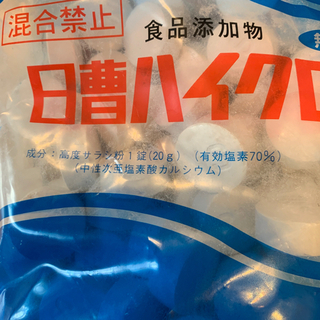 混合禁止
食品添加物
日曹ハイクロ
成分：高度サラシ粉1錠(20g) (有効塩素70%)
(中性次亜塩素酸カルシウム)